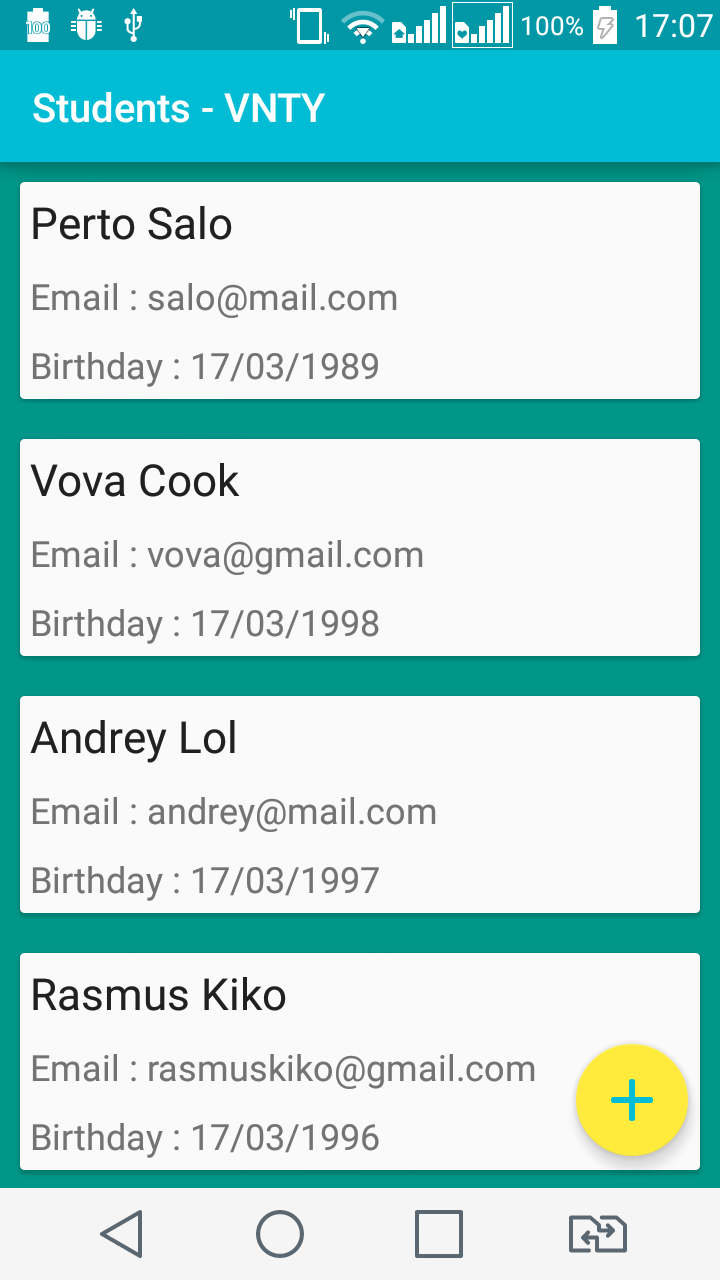 100 100% 17:07
Students - VNTY
Perto Salo
Email : salo@mail.com
Birthday : 17/03/1989
Vova Cook
Email : vova@gmail.com
Birthday : 17/03/1998
Andrey Lol
Email : andrey@mail.com
Birthday : 17/03/1997
Rasmus Kiko
Email : rasmuskiko@gmail.com
Birthday : 17/03/1996